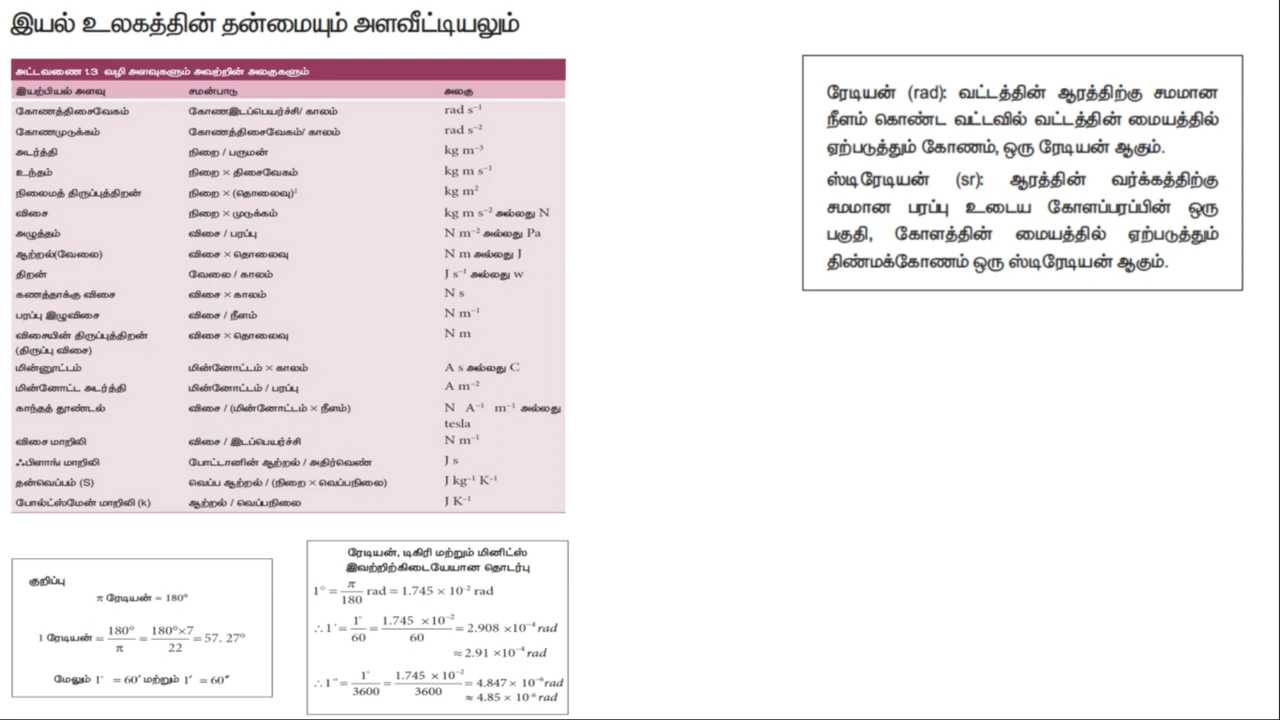 இயல் உலகத்தின் தன்மையும் அளவீட்டியலும்
அட்டவணை 1.3 வழி அளவுகளும் அவற்றின் அலகுகளும்
இயற்பியல் அளவு சமன்பாடு அலகு
கோணத்திசைவேகம் கோணஇடப்பெயர்ச்சி/ காலம் rad s⁻¹
கோணமுடுக்கம் கோணத்திசைவேகம்/ காலம் rad s⁻²
அடர்த்தி நிறை / பருமன் kg m⁻³
உந்தம் நிறை × திசைவேகம் kg m s⁻¹
நிலைமத் திருப்புத்திறன் நிறை × (தொலைவு)² kg m²
விசை நிறை × முடுக்கம் kg m s⁻² அல்லது N
அழுத்தம் விசை / பரப்பு N m⁻² அல்லது Pa
ஆற்றல்(வேலை) விசை × தொலைவு N m அல்லது J
திறன் வேலை / காலம் J s⁻¹ அல்லது w
கணத்தாக்கு விசை விசை × காலம் N s
பரப்பு இழுவிசை விசை / நீளம் N m⁻¹
விசையின் திருப்புத்திறன் விசை × தொலைவு N m
(திருப்பு விசை)
மின்னூட்டம் மின்னோட்டம் × காலம் A s அல்லது C
மின்னோட்ட அடர்த்தி மின்னோட்டம் / பரப்பு A m⁻²
காந்தத் தூண்டல் விசை / (மின்னோட்டம் × நீளம்) N A⁻¹ m⁻¹ அல்லது
tesla
விசை மாறிலி விசை / இடப்பெயர்ச்சி N m⁻¹
ஃபிளாங் மாறிலி போட்டானின் ஆற்றல் / அதிர்வெண் J s
தன்வெப்பம் (S) வெப்ப ஆற்றல் / (நிறை × வெப்பநிலை) J kg⁻¹ K⁻¹
போல்ட்ஸ்மேன் மாறிலி (k) ஆற்றல் / வெப்பநிலை J K⁻¹
ரேடியன் (rad): வட்டத்தின் ஆரத்திற்கு சமமான
நீளம் கொண்ட வட்டவில் வட்டத்தின் மையத்தில்
ஏற்படுத்தும் கோணம், ஒரு ரேடியன் ஆகும்.
ஸ்டிரேடியன் (sr): ஆரத்தின் வர்க்கத்திற்கு
சமமான பரப்பு உடைய கோளப்பரப்பின் ஒரு
பகுதி, கோளத்தின் மையத்தில் ஏற்படுத்தும்
திண்மக்கோணம் ஒரு ஸ்டிரேடியன் ஆகும்.
குறிப்பு
π ரேடியன் = 180°
1 ரேடியன் = 180°/π = 180°×7/22 = 57. 27°
மேலும் 1° = 60′ மற்றும் 1′ = 60″
ரேடியன், டிகிரி மற்றும் மினிட்ஸ்
இவற்றிற்கிடையேயான தொடர்பு
1° = π/180 rad = 1.745 × 10⁻² rad
∴ 1′ = 1°/60 = 1.745 ×10⁻²/60 = 2.908 ×10⁻⁴ rad
≈ 2.91 ×10⁻⁴ rad
∴ 1″ = 1°/3600 = 1.745 × 10⁻²/3600 = 4.847 × 10⁻⁶ rad
≈ 4.85 × 10⁻⁶ rad